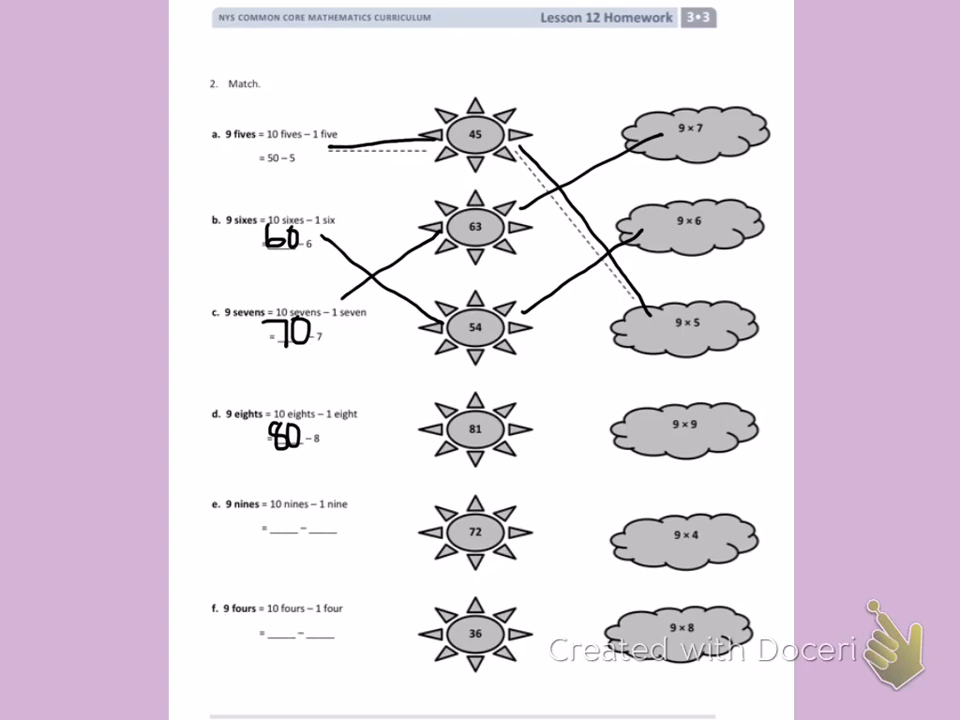 NYS COMMON CORE MATHEMATICS CURRICULUM Lesson 12 Homework 3•3
2. Match.
a. 9 fives = 10 fives – 1 five
= 50 – 5
45
9 × 7
b. 9 sixes = 10 sixes – 1 six
= 60 – 6
63
9 × 6
c. 9 sevens = 10 sevens – 1 seven
= 70 – 7
54
9 × 5
d. 9 eights = 10 eights – 1 eight
= 80 – 8
81
9 × 9
e. 9 nines = 10 nines – 1 nine
= _____ – _____
72
9 × 4
f. 9 fours = 10 fours – 1 four
= _____ – _____
36
9 × 8
Created with Doceri